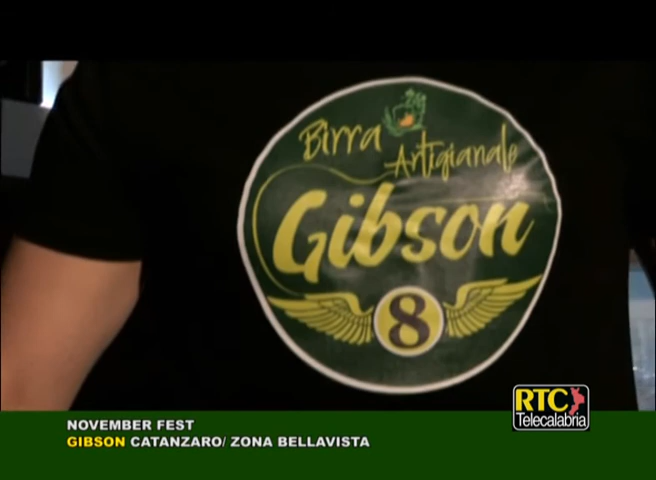 Birra
Artigianale
Gibson
8
RTC
Telecalabria
NOVEMBER FEST
GIBSON CATANZARO/ ZONA BELLAVISTA